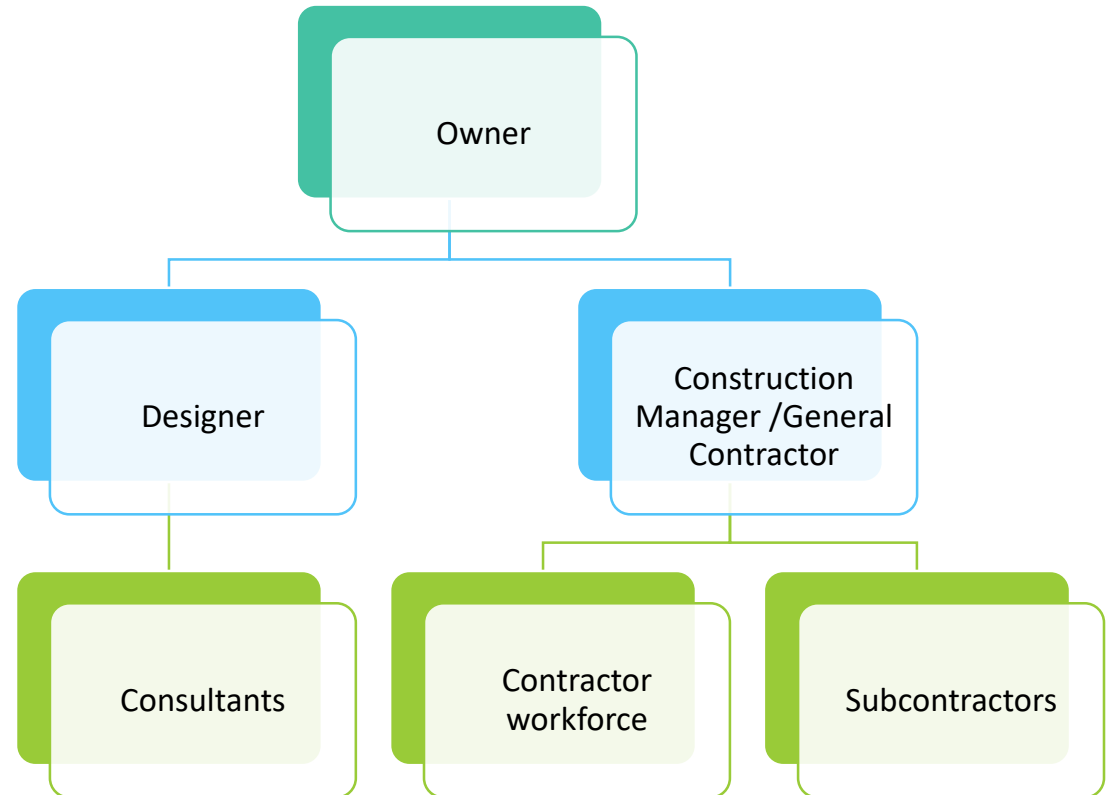 Owner
Designer
Construction
Manager /General
Contractor
Consultants
Contractor
workforce
Subcontractors